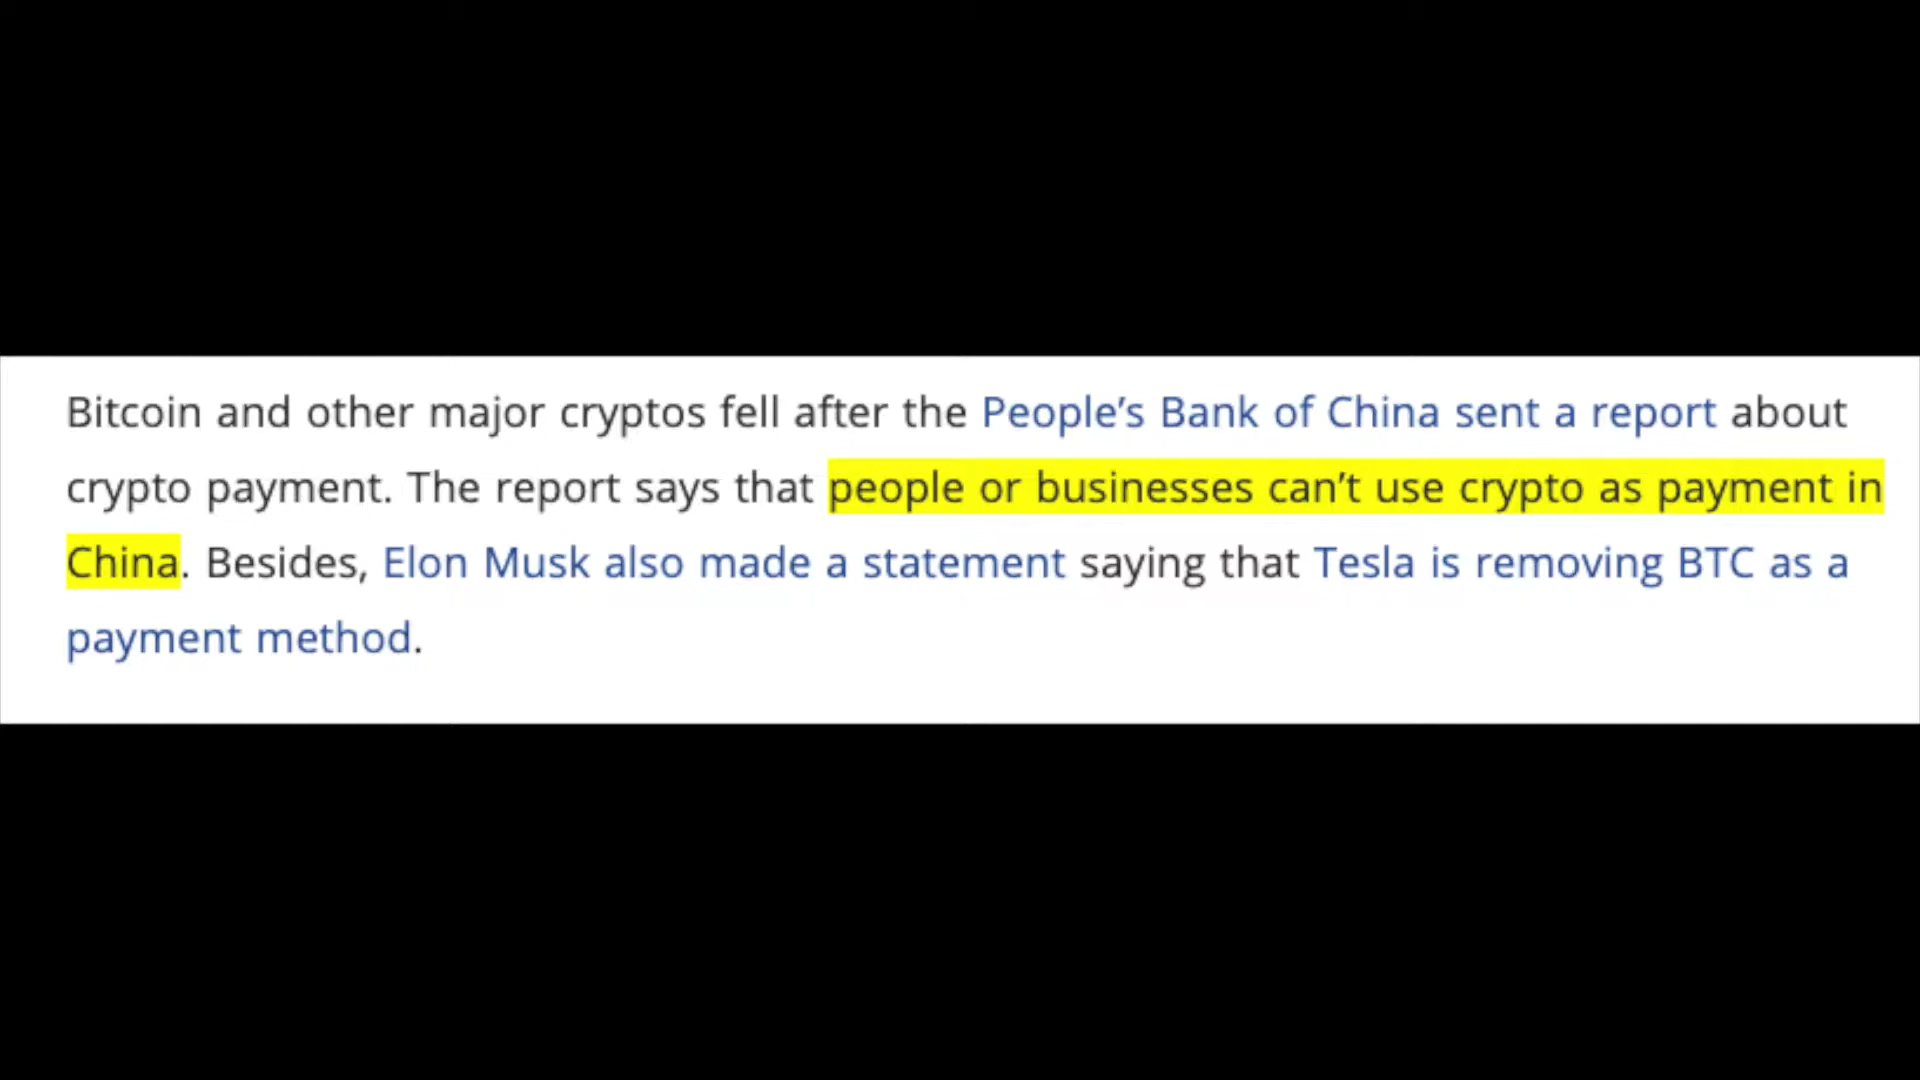 Bitcoin and other major cryptos fell after the People’s Bank of China sent a report about
crypto payment. The report says that people or businesses can’t use crypto as payment in
China. Besides, Elon Musk also made a statement saying that Tesla is removing BTC as a
payment method.